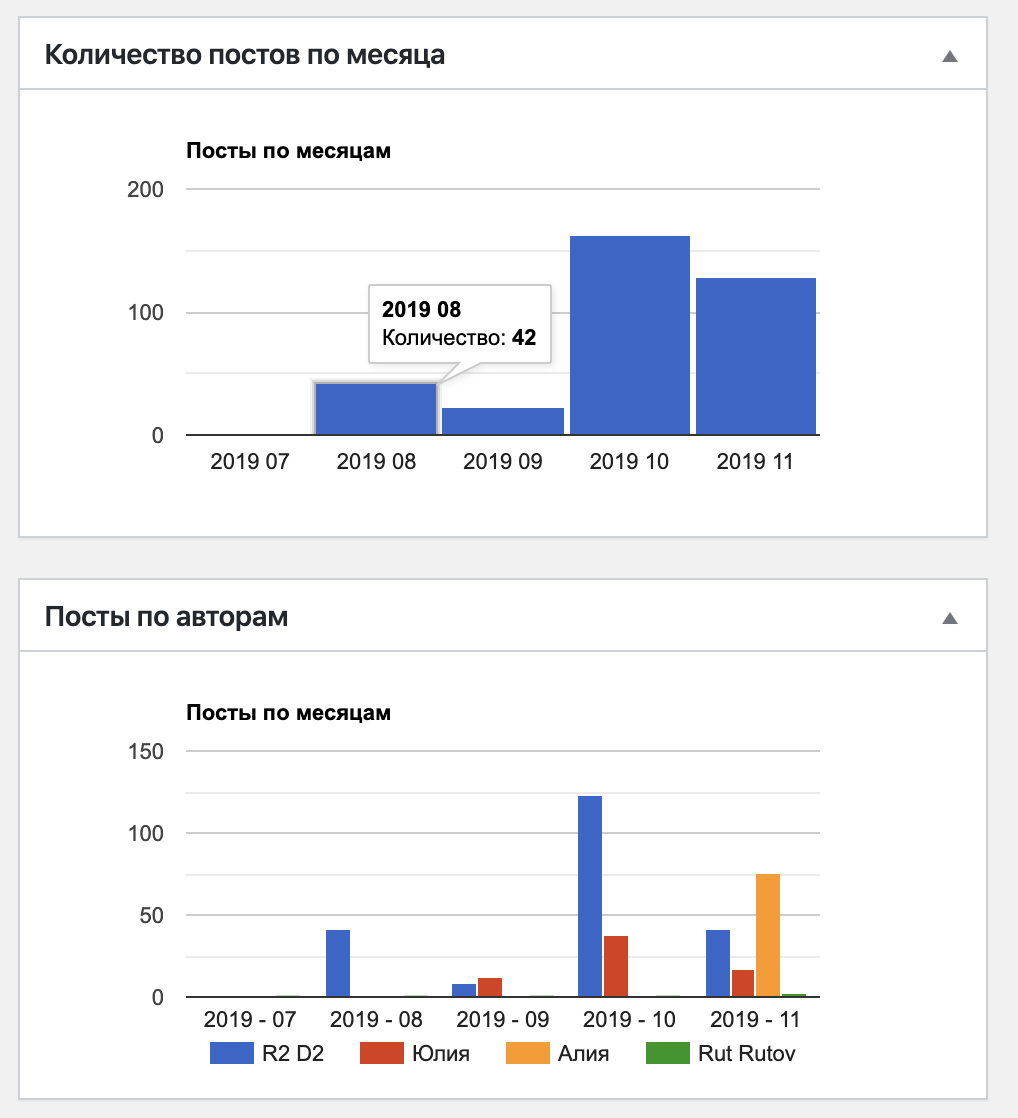 Количество постов по месяца
Посты по месяцам
200
100
0
2019 08
Количество: 42
2019 07 2019 08 2019 09 2019 10 2019 11
Посты по авторам
Посты по месяцам
150
100
50
0
2019 - 07 2019 - 08 2019 - 09 2019 - 10 2019 - 11
R2 D2 Юлия Алия Rut Rutov